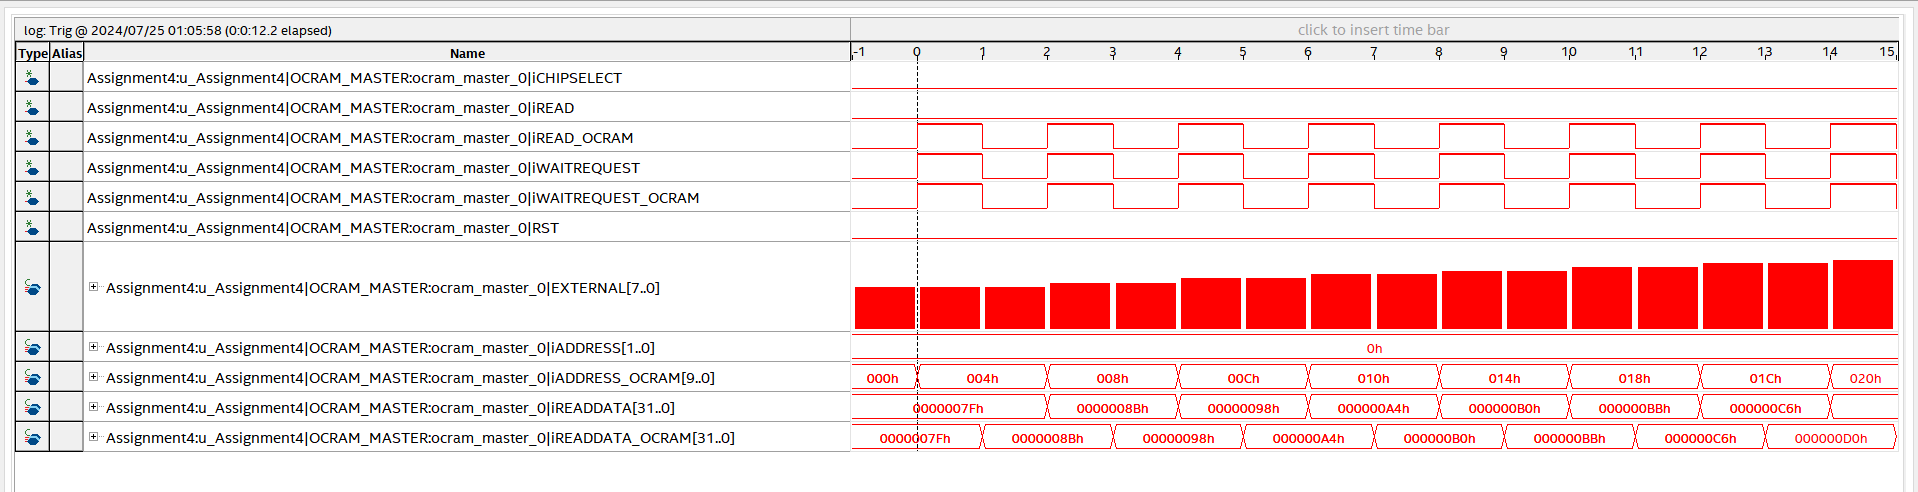 log: Trig @ 2024/07/25 01:05:58 (0:0:12.2 elapsed) click to insert time bar
Type Alias Name -1 0 1 2 3 4 5 6 7 8 9 10 11 12 13 14 15
Assignment4:u_Assignment4|OCRAM_MASTER:ocram_master_0|iCHIPSELECT
Assignment4:u_Assignment4|OCRAM_MASTER:ocram_master_0|iREAD
Assignment4:u_Assignment4|OCRAM_MASTER:ocram_master_0|iREAD_OCRAM
Assignment4:u_Assignment4|OCRAM_MASTER:ocram_master_0|iWAITREQUEST
Assignment4:u_Assignment4|OCRAM_MASTER:ocram_master_0|iWAITREQUEST_OCRAM
Assignment4:u_Assignment4|OCRAM_MASTER:ocram_master_0|RST
Assignment4:u_Assignment4|OCRAM_MASTER:ocram_master_0|EXTERNAL[7..0]
Assignment4:u_Assignment4|OCRAM_MASTER:ocram_master_0|iADDRESS[1..0] 0h
Assignment4:u_Assignment4|OCRAM_MASTER:ocram_master_0|iADDRESS_OCRAM[9..0] 000h 004h 008h 00Ch 010h 014h 018h 01Ch 020h
Assignment4:u_Assignment4|OCRAM_MASTER:ocram_master_0|iREADDATA[31..0] 0000007Fh 0000008Bh 00000098h 000000A4h 000000B0h 000000BBh 000000C6h
Assignment4:u_Assignment4|OCRAM_MASTER:ocram_master_0|iREADDATA_OCRAM[31..0] 0000007Fh 0000008Bh 00000098h 000000A4h 000000B0h 000000BBh 000000C6h 000000D0h